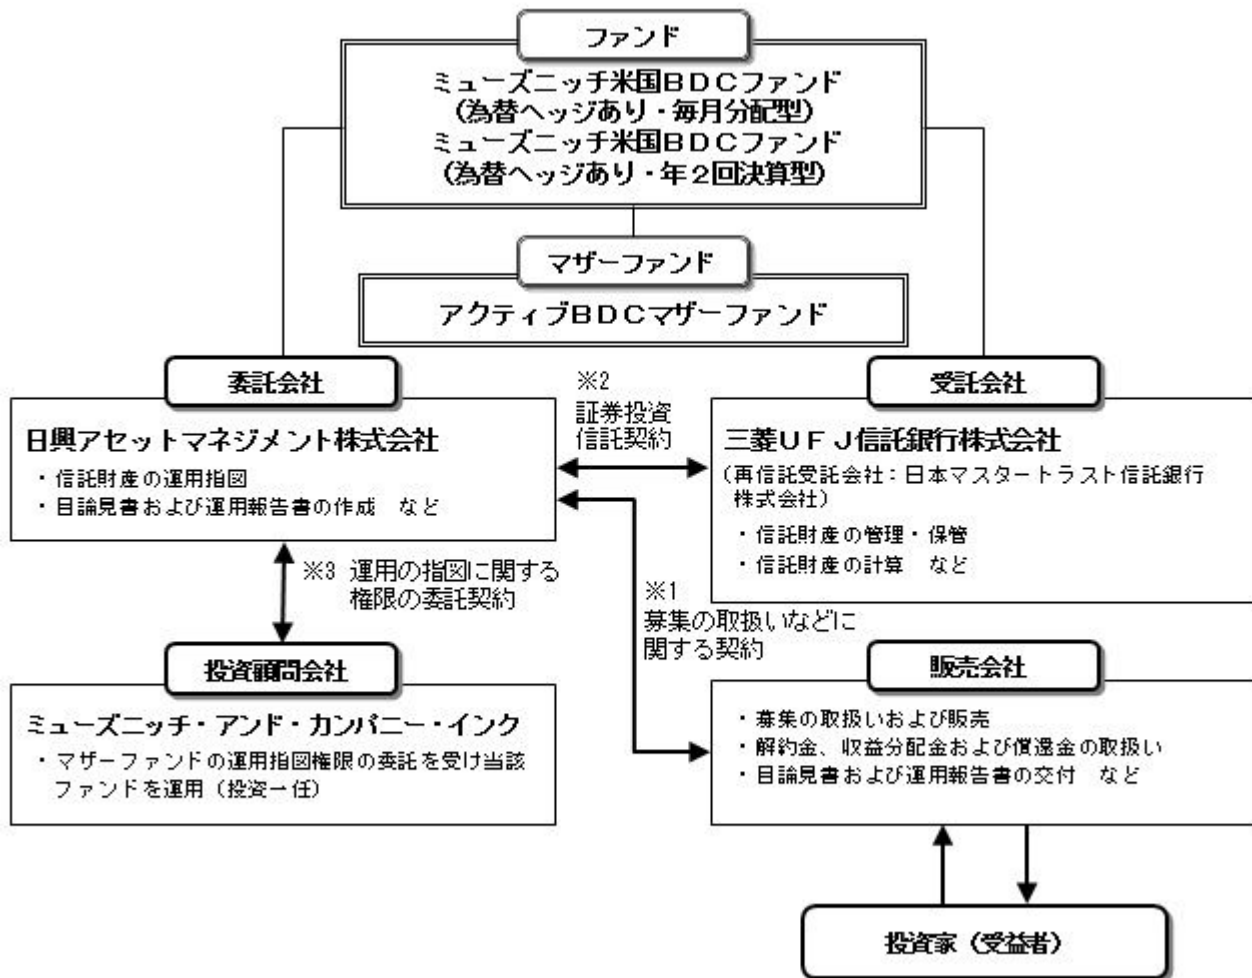 ファンド
ミューズニッチ米国ＢＤＣファンド
(為替ヘッジあり・毎月分配型)
ミューズニッチ米国ＢＤＣファンド
(為替ヘッジあり・年２回決算型)
マザーファンド
アクティブＢＤＣマザーファンド
委託会社
日興アセットマネジメント株式会社
・信託財産の運用指図
・目論見書および運用報告書の作成　など
※2
証券投資
信託契約
受託会社
三菱ＵＦＪ信託銀行株式会社
（再信託受託会社：日本マスタートラスト信託銀行
株式会社）
・信託財産の管理・保管
・信託財産の計算　など
※3 運用の指図に関する
権限の委託契約
※1
募集の取扱いなどに
関する契約
投資顧問会社
ミューズニッチ・アンド・カンパニー・インク
・マザーファンドの運用指図権限の委託を受け当該
ファンドを運用（投資一任）
販売会社
・募集の取扱いおよび販売
・解約金、収益分配金および償還金の取扱い
・目論見書および運用報告書の交付　など
投資家（受益者）